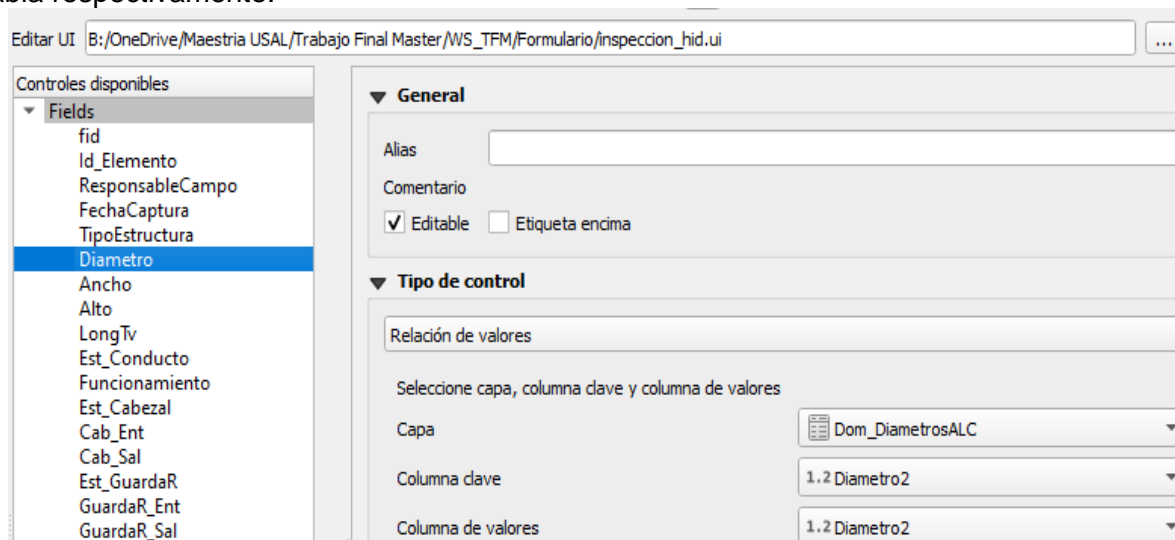 respectivamente.
Editar UI B:/OneDrive/Maestria USAL/Trabajo Final Master/WS_TFM/Formulario/inspeccion_hid.ui ...
Controles disponibles
Fields
fid
Id_Elemento
ResponsableCampo
FechaCaptura
TipoEstructura
Diametro
Ancho
Alto
LongTv
Est_Conducto
Funcionamiento
Est_Cabezal
Cab_Ent
Cab_Sal
Est_GuardaR
GuardaR_Ent
GuardaR_Sal
General
Alias
Comentario
Editable Etiqueta encima
Tipo de control
Relación de valores
Seleccione capa, columna clave y columna de valores
Capa Dom_DiametrosALC
Columna clave 1.2 Diametro2
Columna de valores 1.2 Diametro2